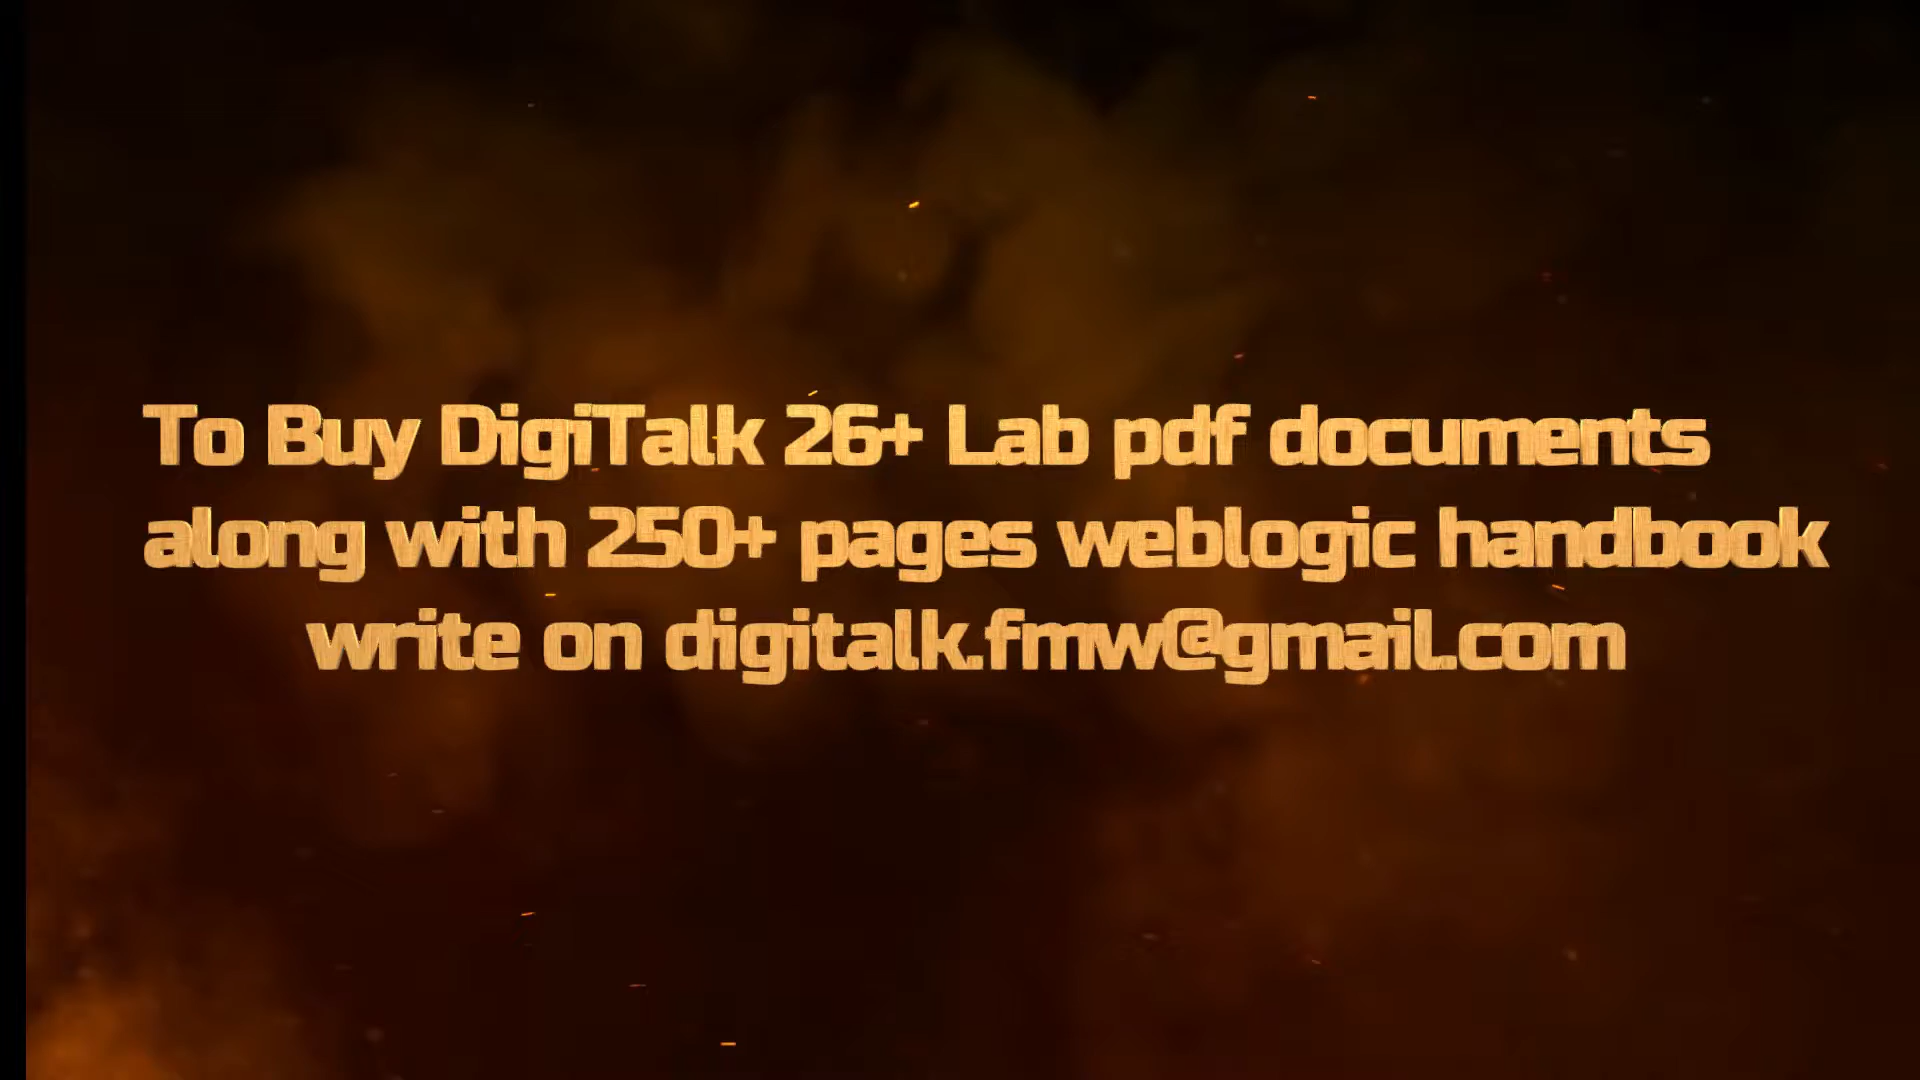 To Buy DigiTalk 26+ Lab pdf documents
along with 250+ pages weblogic handbook
write on digitalk.fmw@gmail.com